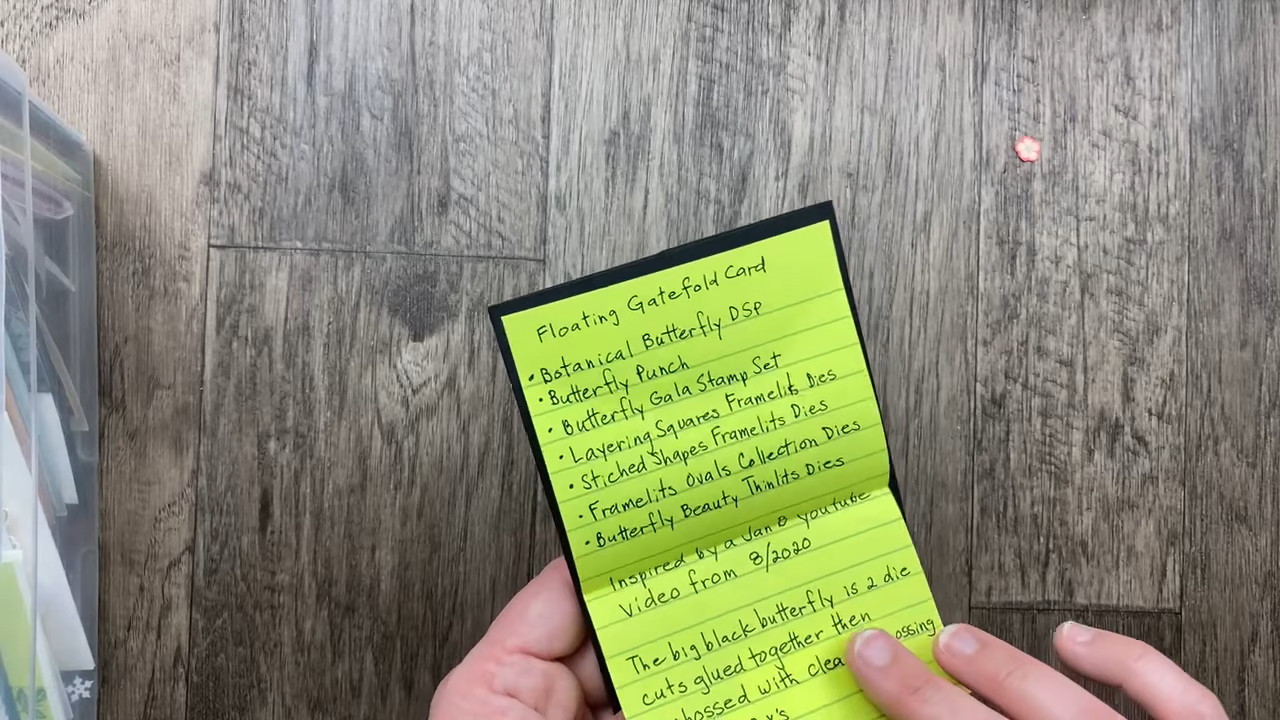 Floating Gatefold Card
• Botanical Butterfly DSP
• Butterfly Punch
• Butterfly Gala Stamp Set
• Layering Squares Framelits Dies
• Stiched Shapes Framelits Dies
• Framelits Ovals Collection Dies
• Butterfly Beauty Thinlits Dies
Inspired by a Jan B youtube
video from 8/2020
The big black butterfly is 2 die
cuts glued together then
with